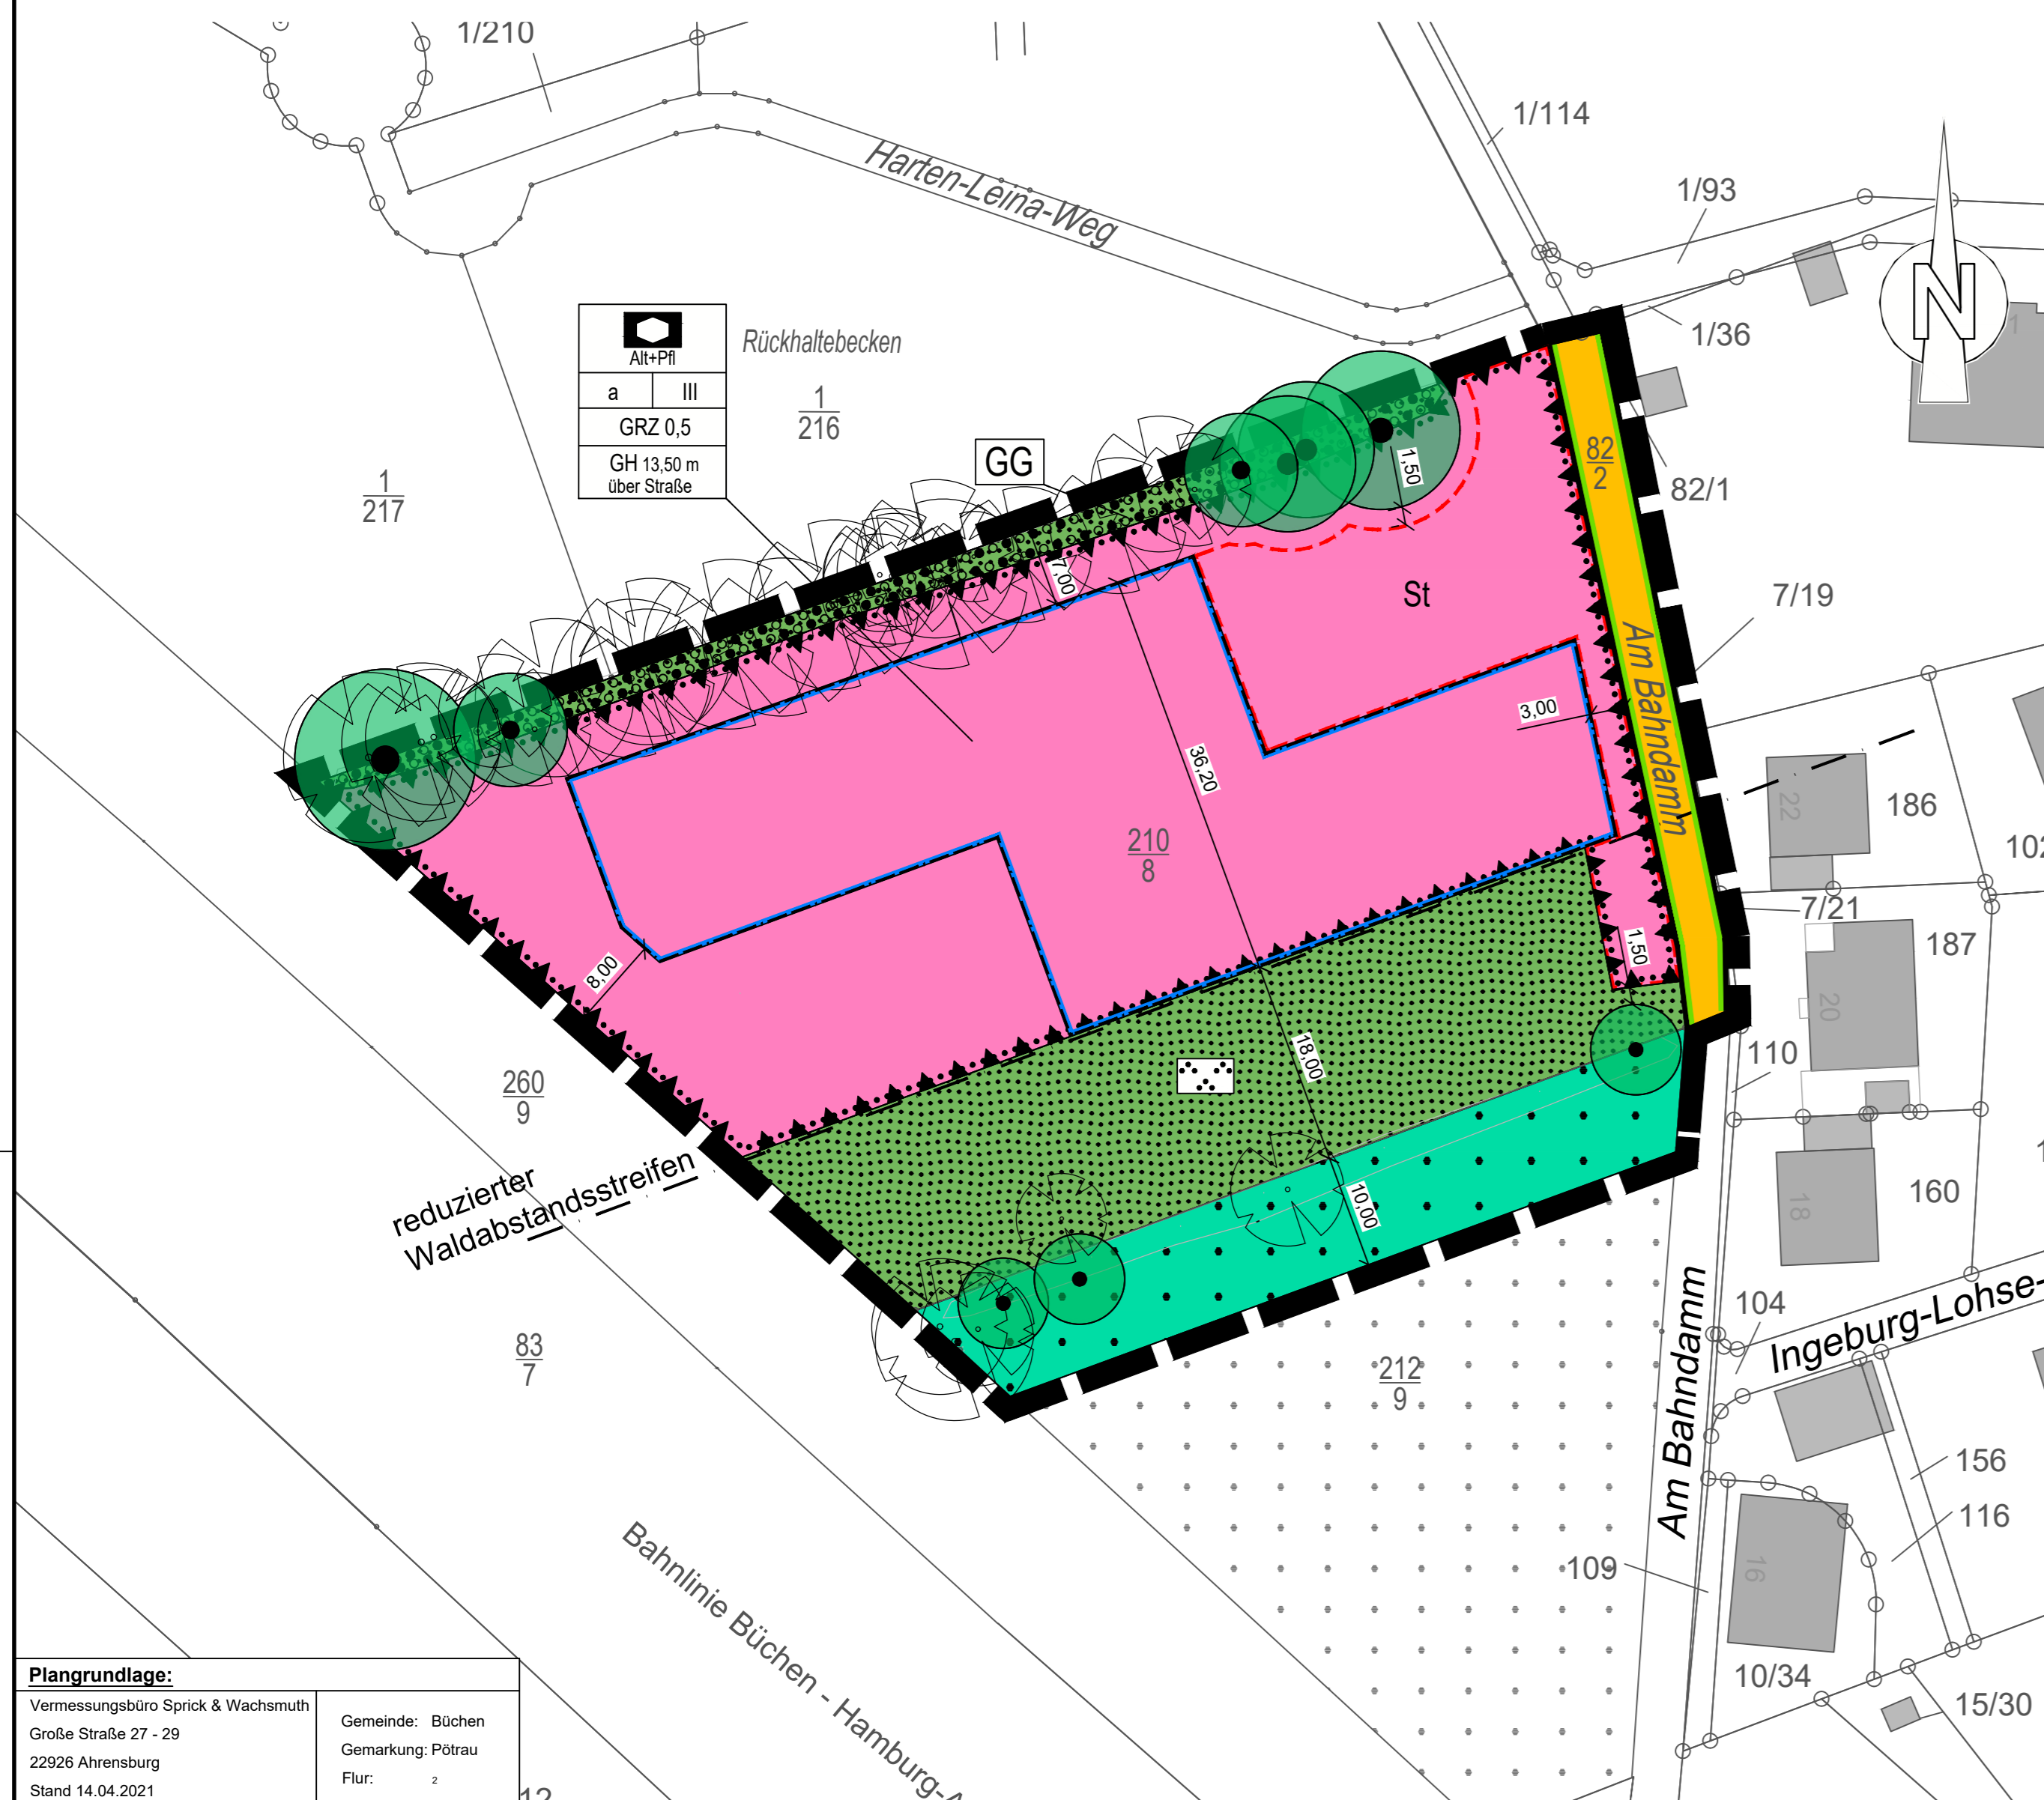 1/210
1/114
Harten-Leina-Weg
1/93
N
1/36
1
Alt+Pfl
a III
GRZ 0,5
GH 13,50 m
über Straße
Rückhaltebecken
1
216
1
217
GG
1,50
82
2
82/1
7,00
St
7/19
Am Bahndamm
3,00
36,20
22
186
102
210
8
7/21
187
8,00
1,50
20
18,00
110
260
9
reduzierter
Waldabstandsstreifen
10,00
18
160
104
Ingeburg-Lohse-
83
7
212
9
Am Bahndamm
156
116
109
16
10/34
15/30
Bahnlinie Büchen - Hamburg-A
Plangrundlage:
Vermessungsbüro Sprick & Wachsmuth
Große Straße 27 - 29
22926 Ahrensburg
Stand 14.04.2021
Gemeinde: Büchen
Gemarkung: Pötrau
Flur: 2